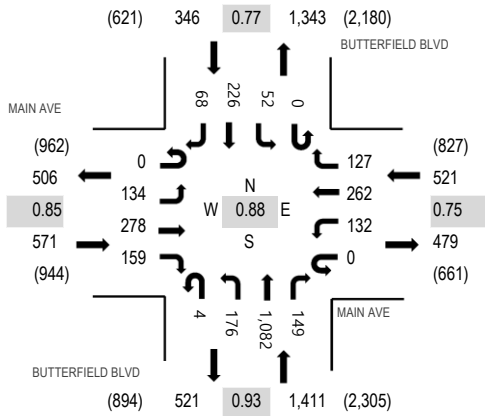 (621) 346 0.77 1,343 (2,180)
BUTTERFIELD BLVD
68 226 52 0
MAIN AVE
(962) (827)
506 0 127 521
134 N 262
0.85 W 0.88 E 0.75
278 S 132
571 159 0 479
(944) (661)
4 176 1,082 149
MAIN AVE
BUTTERFIELD BLVD
(894) 521 0.93 1,411 (2,305)